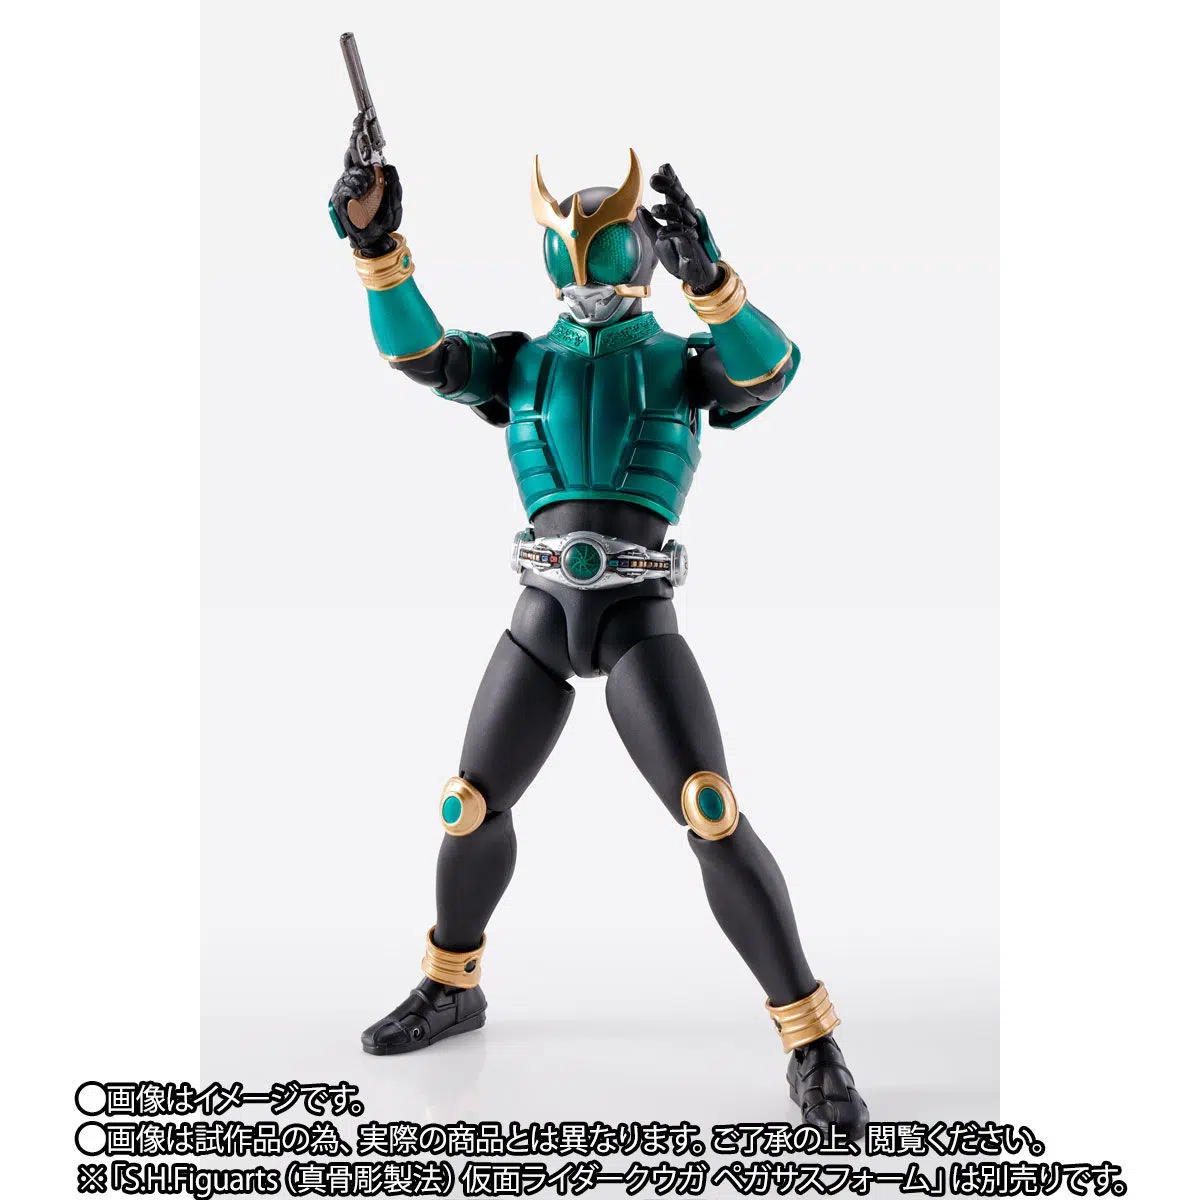 ●画像はイメージです。
●画像は試作品の為、実際の商品とは異なります。ご了承の上、閲覧ください。
※「S.H.Figuarts（真骨彫製法）仮面ライダークウガ ペガサスフォーム」は別売りです。